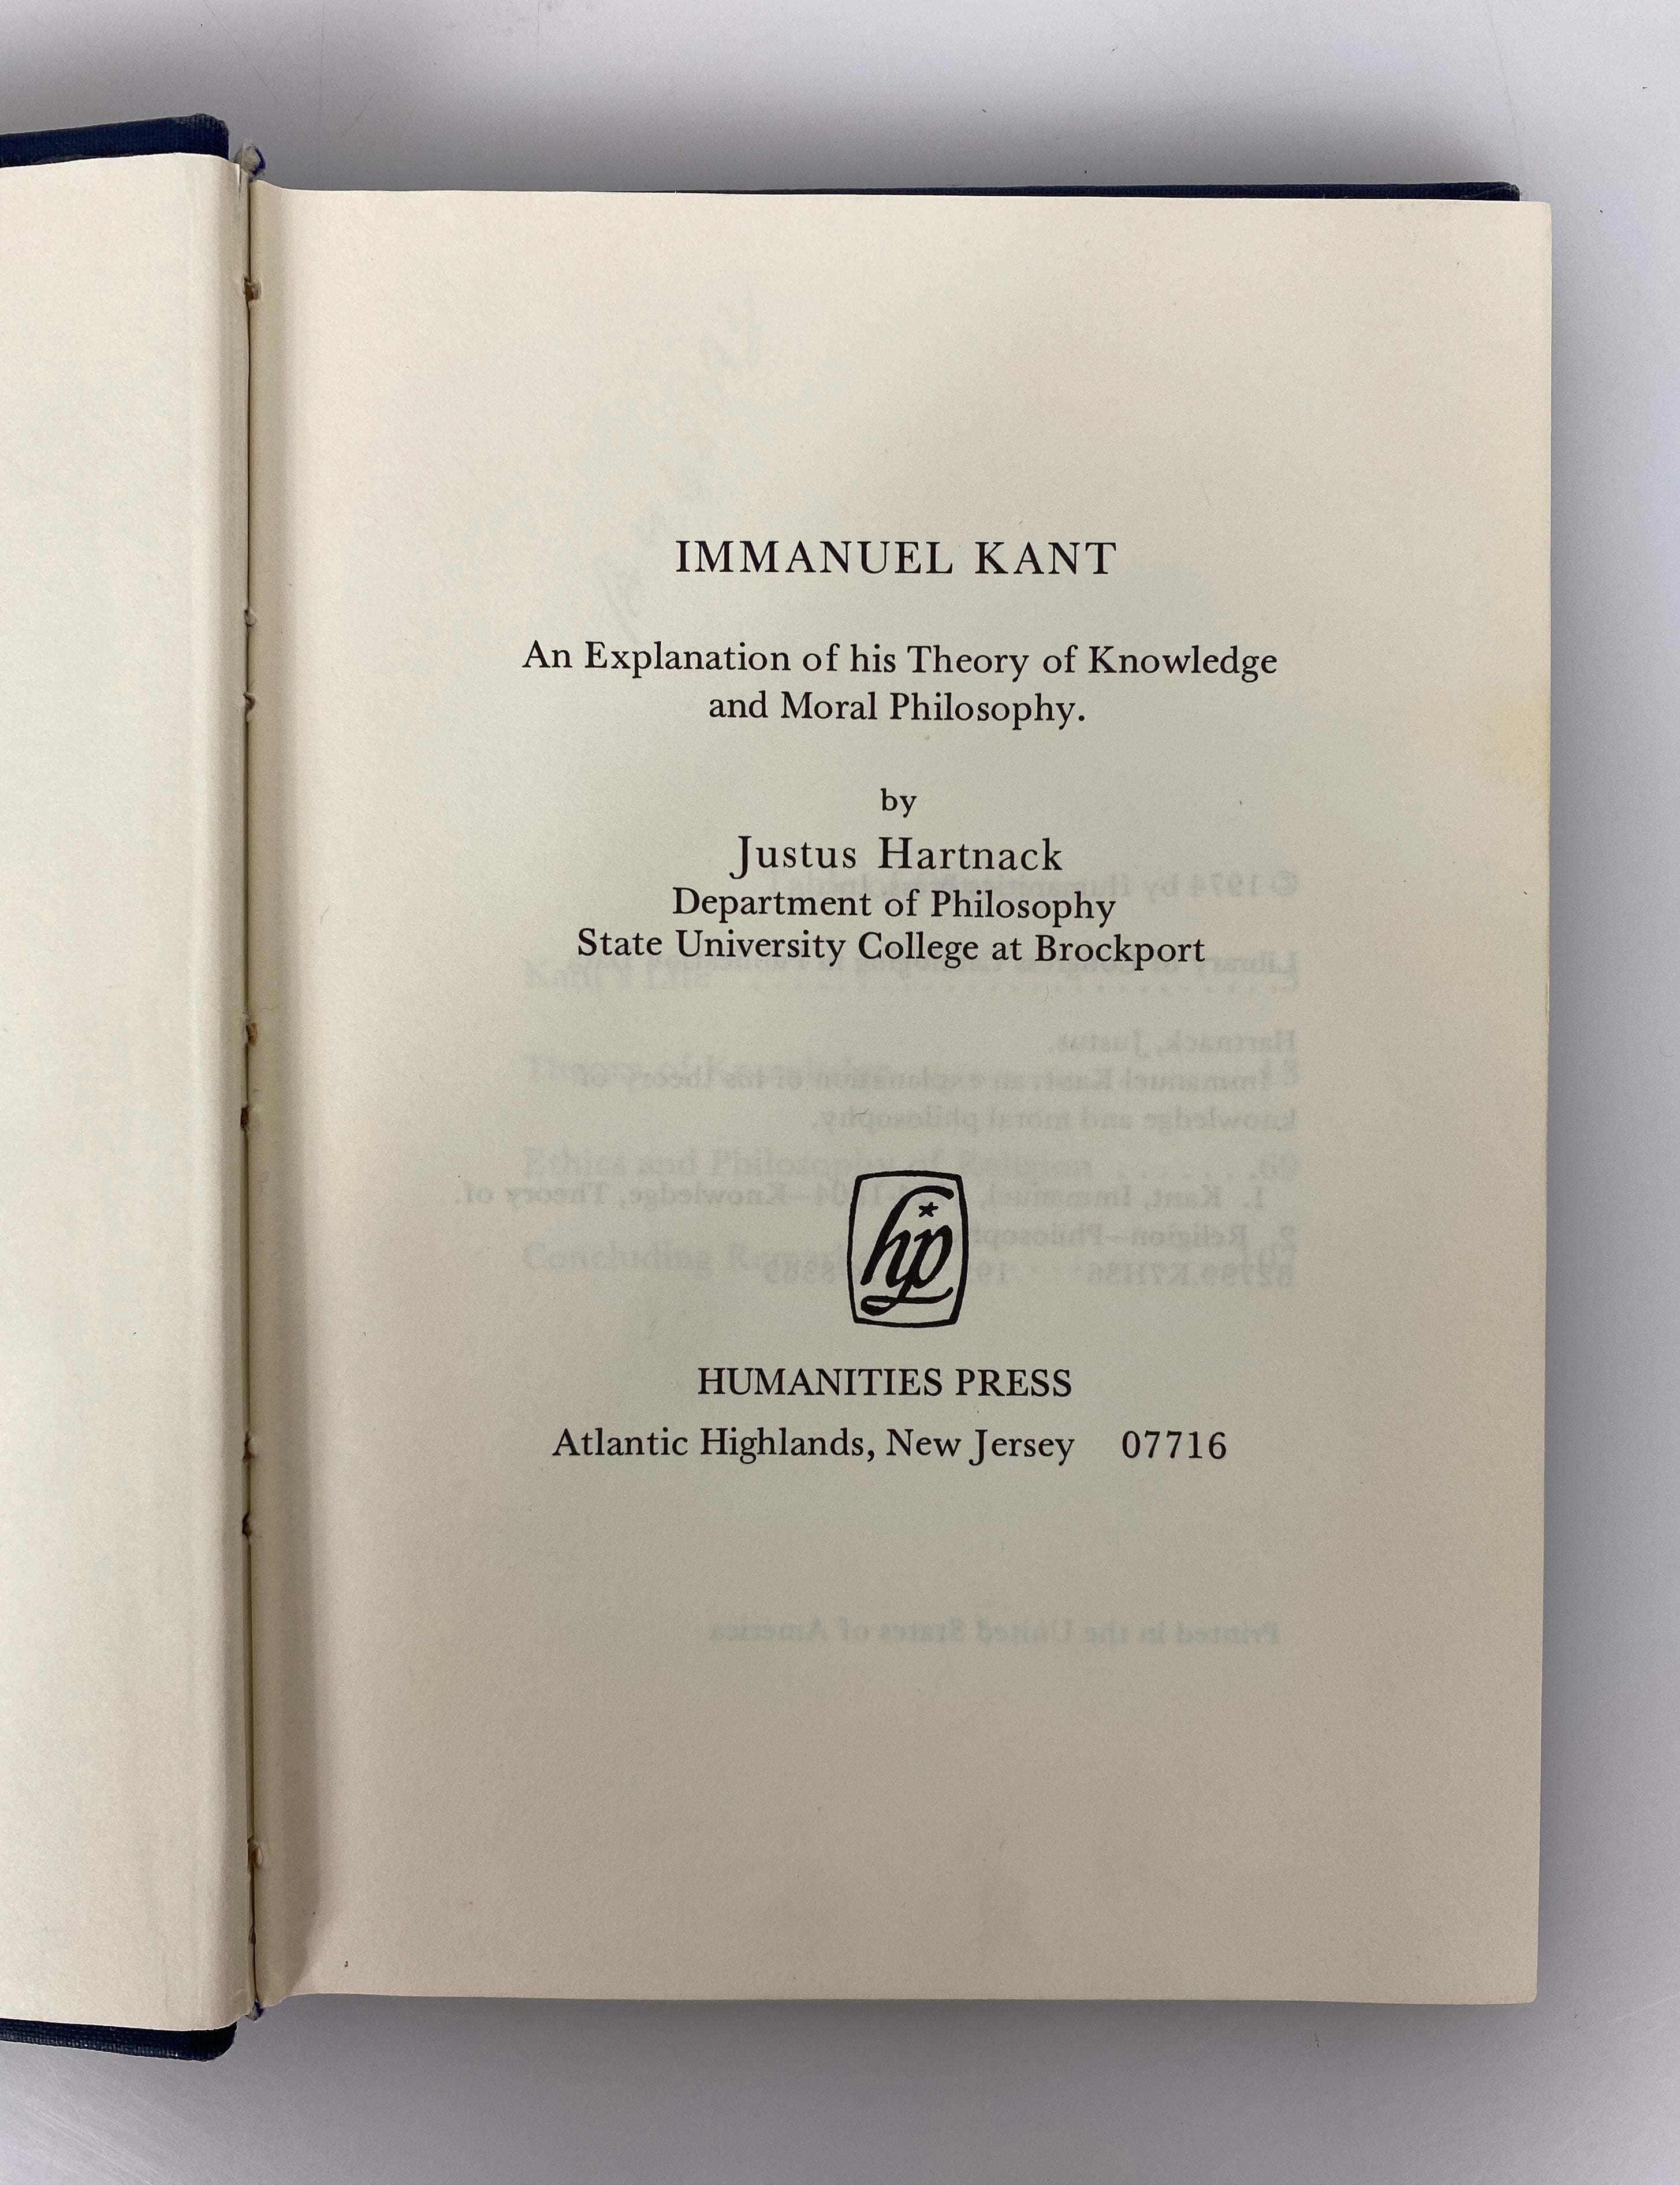 IMMANUEL KANT
An Explanation of his Theory of Knowledge
and Moral Philosophy.
by
Justus Hartnack
Department of Philosophy
State University College at Brockport
hp
HUMANITIES PRESS
Atlantic Highlands, New Jersey 07716